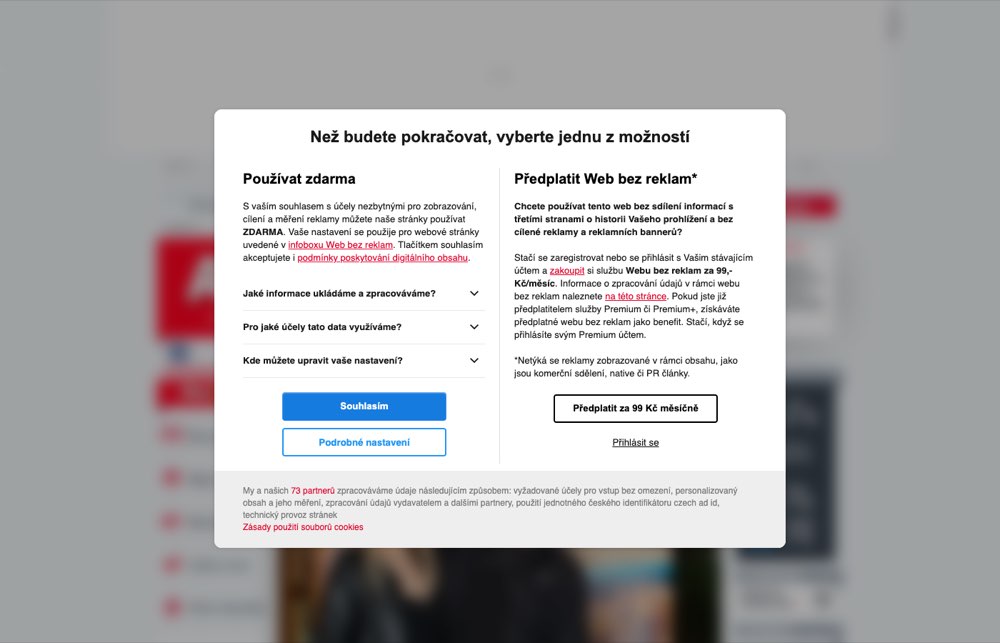 Než budete pokračovat, vyberte jednu z možností
Používat zdarma
S vaším souhlasem s účely nezbytnými pro zobrazování,
cílení a měření reklamy můžete naše stránky používat
ZDARMA. Vaše nastavení se použije pro webové stránky
uvedené v infoboxu Web bez reklam. Tlačítkem souhlasím
akceptujete i podmínky poskytování digitálního obsahu.
Jaké informace ukládáme a zpracováváme?
Pro jaké účely tato data využíváme?
Kde můžete upravit vaše nastavení?
Souhlasím
Podrobné nastavení
Předplatit Web bez reklam*
Chcete používat tento web bez sdílení informací s
třetími stranami o historii Vašeho prohlížení a bez
cílené reklamy a reklamních bannerů?
Stačí se zaregistrovat nebo se přihlásit s Vašim stávajícím
účtem a zakoupit si službu Webu bez reklam za 99,-
Kč/měsíc. Informace o zpracování údajů v rámci webu
bez reklam naleznete na této stránce. Pokud jste již
předplatitelem služby Premium či Premium+, získáváte
předplatné webu bez reklam jako benefit. Stačí, když se
přihlásíte svým Premium účtem.
*Netýká se reklamy zobrazované v rámci obsahu, jako
jsou komerční sdělení, native či PR články.
Předplatit za 99 Kč měsíčně
Přihlásit se
My a našich 73 partnerů zpracováváme údaje následujícím způsobem: vyžadované účely pro vstup bez omezení, personalizovaný
obsah a jeho měření, zpracování údajů vydavatelem a dalšími partnery, použití jednotného českého identifikátoru czech ad id,
technický provoz stránek
Zásady použití souborů cookies